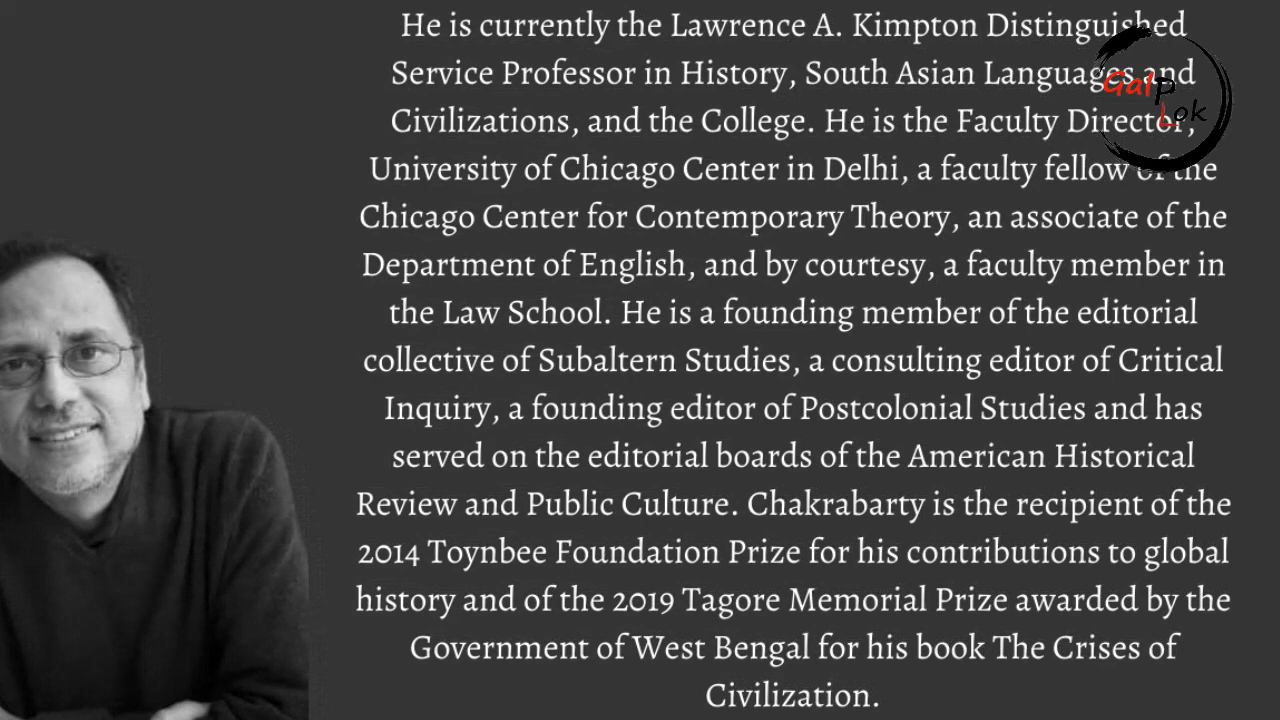 He is currently the Lawrence A. Kimpton Distinguished
Service Professor in History, South Asian Languages and
Civilizations, and the College. He is the Faculty Director,
University of Chicago Center in Delhi, a faculty fellow of the
Chicago Center for Contemporary Theory, an associate of the
Department of English, and by courtesy, a faculty member in
the Law School. He is a founding member of the editorial
collective of Subaltern Studies, a consulting editor of Critical
Inquiry, a founding editor of Postcolonial Studies and has
served on the editorial boards of the American Historical
Review and Public Culture. Chakrabarty is the recipient of the
2014 Toynbee Foundation Prize for his contributions to global
history and of the 2019 Tagore Memorial Prize awarded by the
Government of West Bengal for his book The Crises of
Civilization.
Galp
Lok